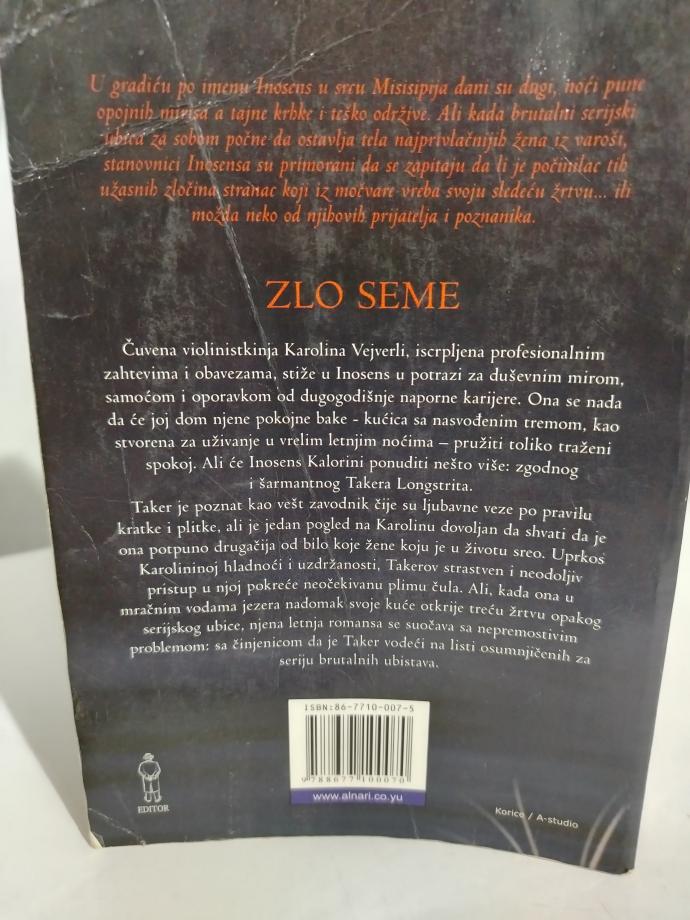 U gradiću po imenu Inosens u srcu Misisipija dani su dugi, noći pune
opojnih mirisa a tajne krhke i teško održive. Ali kada brutalni serijski
ubica za sobom počne da ostavlja tela najprivlačnijih žena iz varoši,
stanovnici Inosensa su primorani da se zapitaju da li je počinilac tih
užasnih zločina stranac koji iz močvare vreba svoju sledeću žrtvu... ili
možda neko od njihovih prijatelja i poznanika.
ZLO SEME
Čuvena violinistkinja Karolina Vejverli, iscrpljena profesionalnim
zahtevima i obavezama, stiže u Inosens u potrazi za duševnim mirom,
samoćom i oporavkom od dugogodišnje naporne karijere. Ona se nada
da će joj dom njene pokojne bake - kućica sa nasvođenim tremom, kao
stvorena za uživanje u vrelim letnjim noćima – pružiti toliko traženi
spokoj. Ali će Inosens Kalorini ponuditi nešto više: zgodnog
i šarmantnog Takera Longstrita.
Taker je poznat kao vešt zavodnik čije su ljubavne veze po pravilu
kratke i plitke, ali je jedan pogled na Karolinu dovoljan da shvati da je
ona potpuno drugačija od bilo koje žene koju je u životu sreo. Uprkos
Karolininoj hladnoći i uzdržanosti, Takerov strastven i neodoljiv
pristup u njoj pokreće neočekivanu plimu čula. Ali, kada ona u
mračnim vodama jezera nadomak svoje kuće otkrije treću žrtvu opakog
serijskog ubice, njena letnja romansa se suočava sa nepremostivim
problemom: sa činjenicom da je Taker vodeći na listi osumnjičenih za
seriju brutalnih ubistava.
ISBN:86-7710-007-5
9 788677 100070
www.alnari.co.yu
EDITOR
Korice / A-studio